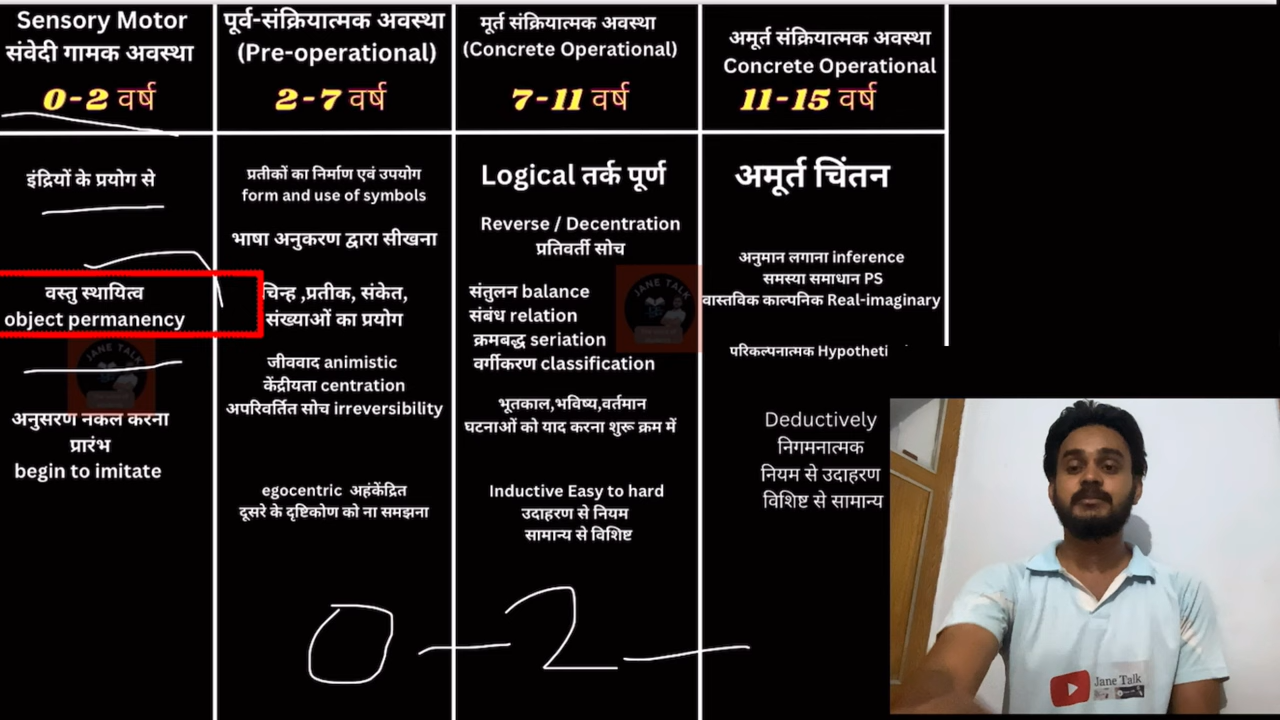 Sensory Motor
संवेदी गामक अवस्था
0-2 वर्ष
इंद्रियों के प्रयोग से
वस्तु स्थायित्व
object permanency
अनुसरण नकल करना
प्रारंभ
begin to imitate
पूर्व-संक्रियात्मक अवस्था
(Pre-operational)
2-7 वर्ष
प्रतीकों का निर्माण एवं उपयोग
form and use of symbols
भाषा अनुकरण द्वारा सीखना
चिन्ह ,प्रतीक, संकेत,
संख्याओं का प्रयोग
जीववाद animistic
केंद्रीयता centration
अपरिवर्तित सोच irreversibility
egocentric अहंकेंद्रित
दूसरे के दृष्टिकोण को ना समझना
मूर्त संक्रियात्मक अवस्था
(Concrete Operational)
7-11 वर्ष
Logical तर्क पूर्ण
Reverse / Decentration
प्रतिवर्ती सोच
संतुलन balance
संबंध relation
क्रमबद्ध seriation
वर्गीकरण classification
भूतकाल,भविष्य,वर्तमान
घटनाओं को याद करना शुरू क्रम में
Inductive Easy to hard
उदाहरण से नियम
सामान्य से विशिष्ट
अमूर्त संक्रियात्मक अवस्था
Concrete Operational
11-15 वर्ष
अमूर्त चिंतन
अनुमान लगाना inference
समस्या समाधान PS
वास्तविक काल्पनिक Real-imaginary
परिकल्पनात्मक Hypotheti
Deductively
निगमनात्मक
नियम से उदाहरण
विशिष्ट से सामान्य
0 - 2 -
JANE TALK
JANE TALK
Jane Talk